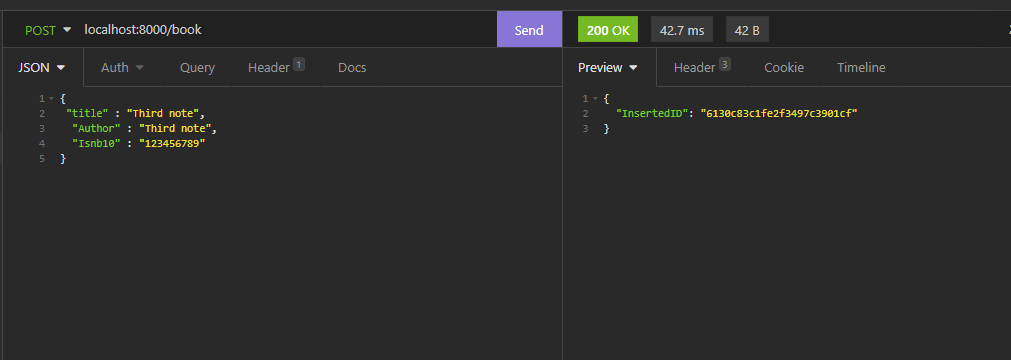 POST localhost:8000/book Send 200 OK 42.7 ms 42 B
JSON Auth Query Header 1 Docs Preview Header 3 Cookie Timeline
1 {
2 "title" : "Third note",
3 "Author" : "Third note",
4 "Isnb10" : "123456789"
5 }
1 {
2 "InsertedID": "6130c83c1fe2f3497c3901cf"
3 }